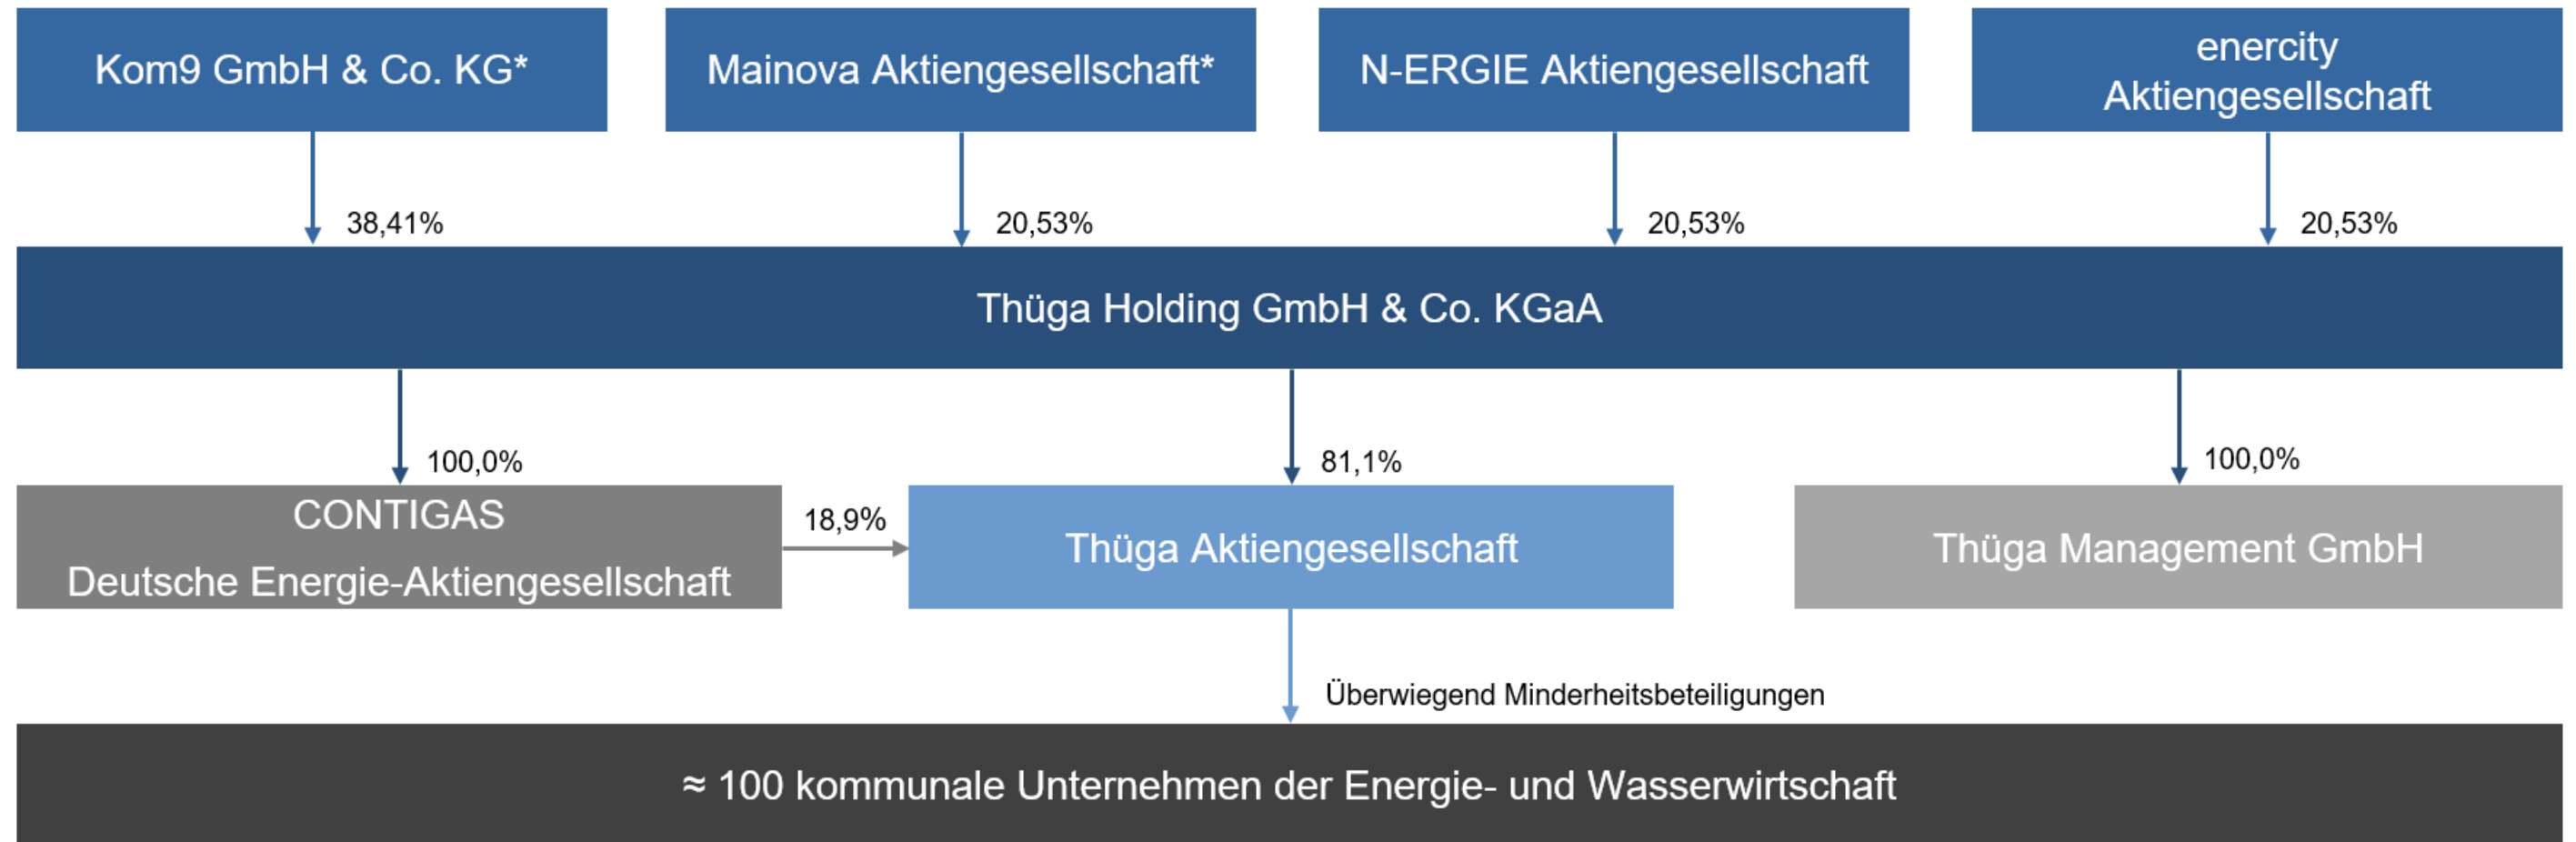 Kom9 GmbH & Co. KG*
Mainova Aktiengesellschaft*
N-ERGIE Aktiengesellschaft
enercity
Aktiengesellschaft
38,41%
20,53%
20,53%
20,53%
Thüga Holding GmbH & Co. KGaA
100,0%
81,1%
100,0%
CONTIGAS
Deutsche Energie-Aktiengesellschaft
18,9%
Thüga Aktiengesellschaft
Thüga Management GmbH
Überwiegend Minderheitsbeteiligungen
≈ 100 kommunale Unternehmen der Energie- und Wasserwirtschaft